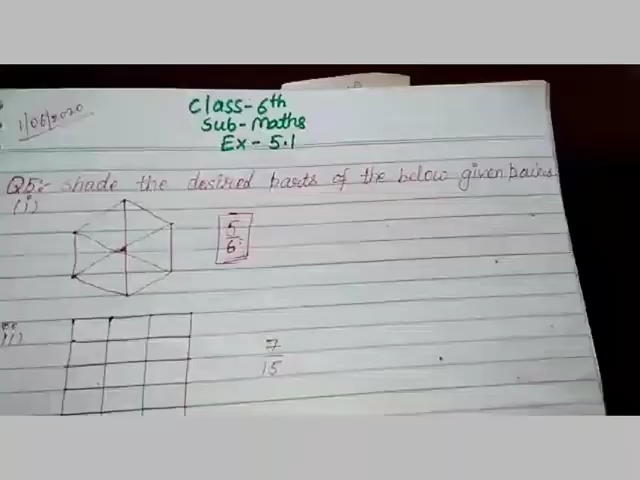 1/06/2020
Class-6th
Sub-Maths
Ex-5.1
Q5:- shade the desired parts of the below given pairs
(i)
5/6
(ii)
7/15